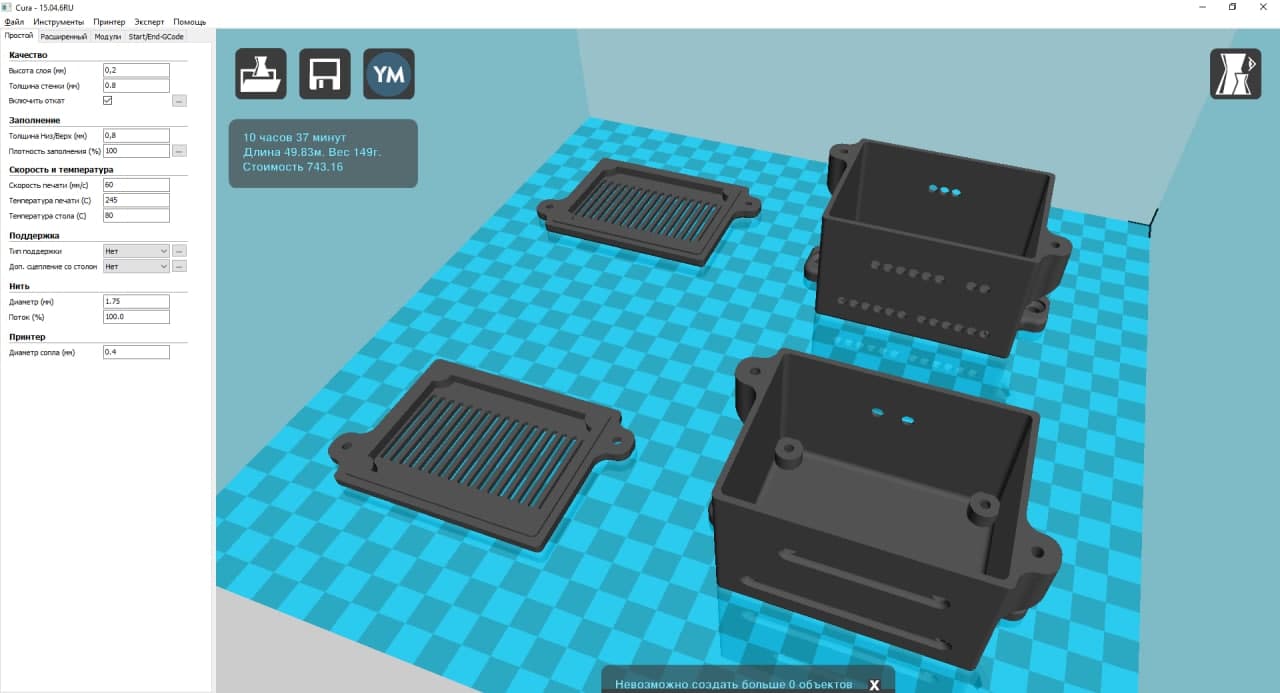 Cura - 15.04.6RU
Файл Инструменты Принтер Эксперт Помощь
Простой Расширенный Модули Start/End-GCode
Качество
Высота слоя (мм) 0,2
Толщина стенки (мм) 0.8
Включить откат ...
Заполнение
Толщина Низ/Верх (мм) 0,8
Плотность заполнения (%) 100 ...
Скорость и температура
Скорость печати (мм/с) 60
Температура печати (C) 245
Температура стола (C) 80
Поддержка
Тип поддержки Нет ...
Доп. сцепление со столом Нет ...
Нить
Диаметр (мм) 1.75
Поток (%) 100.0
Принтер
Диаметр сопла (мм) 0.4
YM
10 часов 37 минут
Длина 49.83м. Вес 149г.
Стоимость 743.16
Невозможно создать больше 0 объектов X